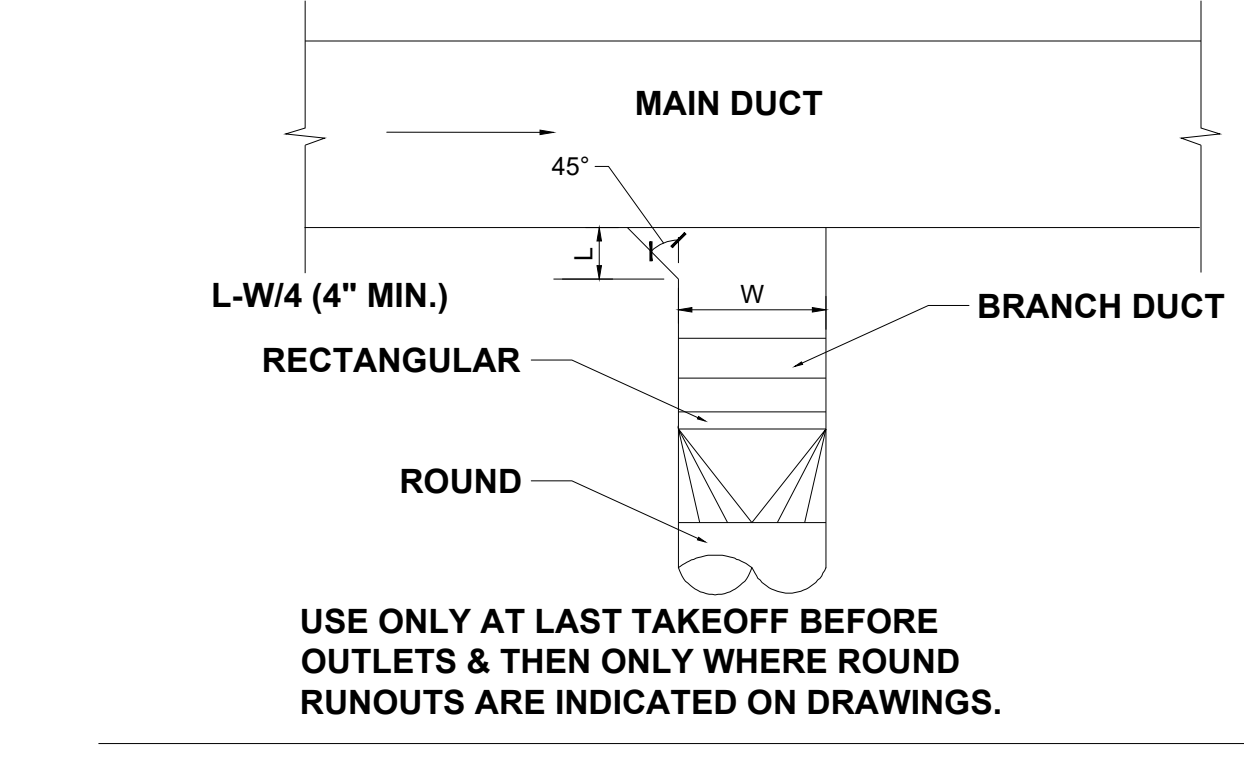 MAIN DUCT
45°
L
L-W/4 (4" MIN.)
W
BRANCH DUCT
RECTANGULAR
ROUND
USE ONLY AT LAST TAKEOFF BEFORE
OUTLETS & THEN ONLY WHERE ROUND
RUNOUTS ARE INDICATED ON DRAWINGS.